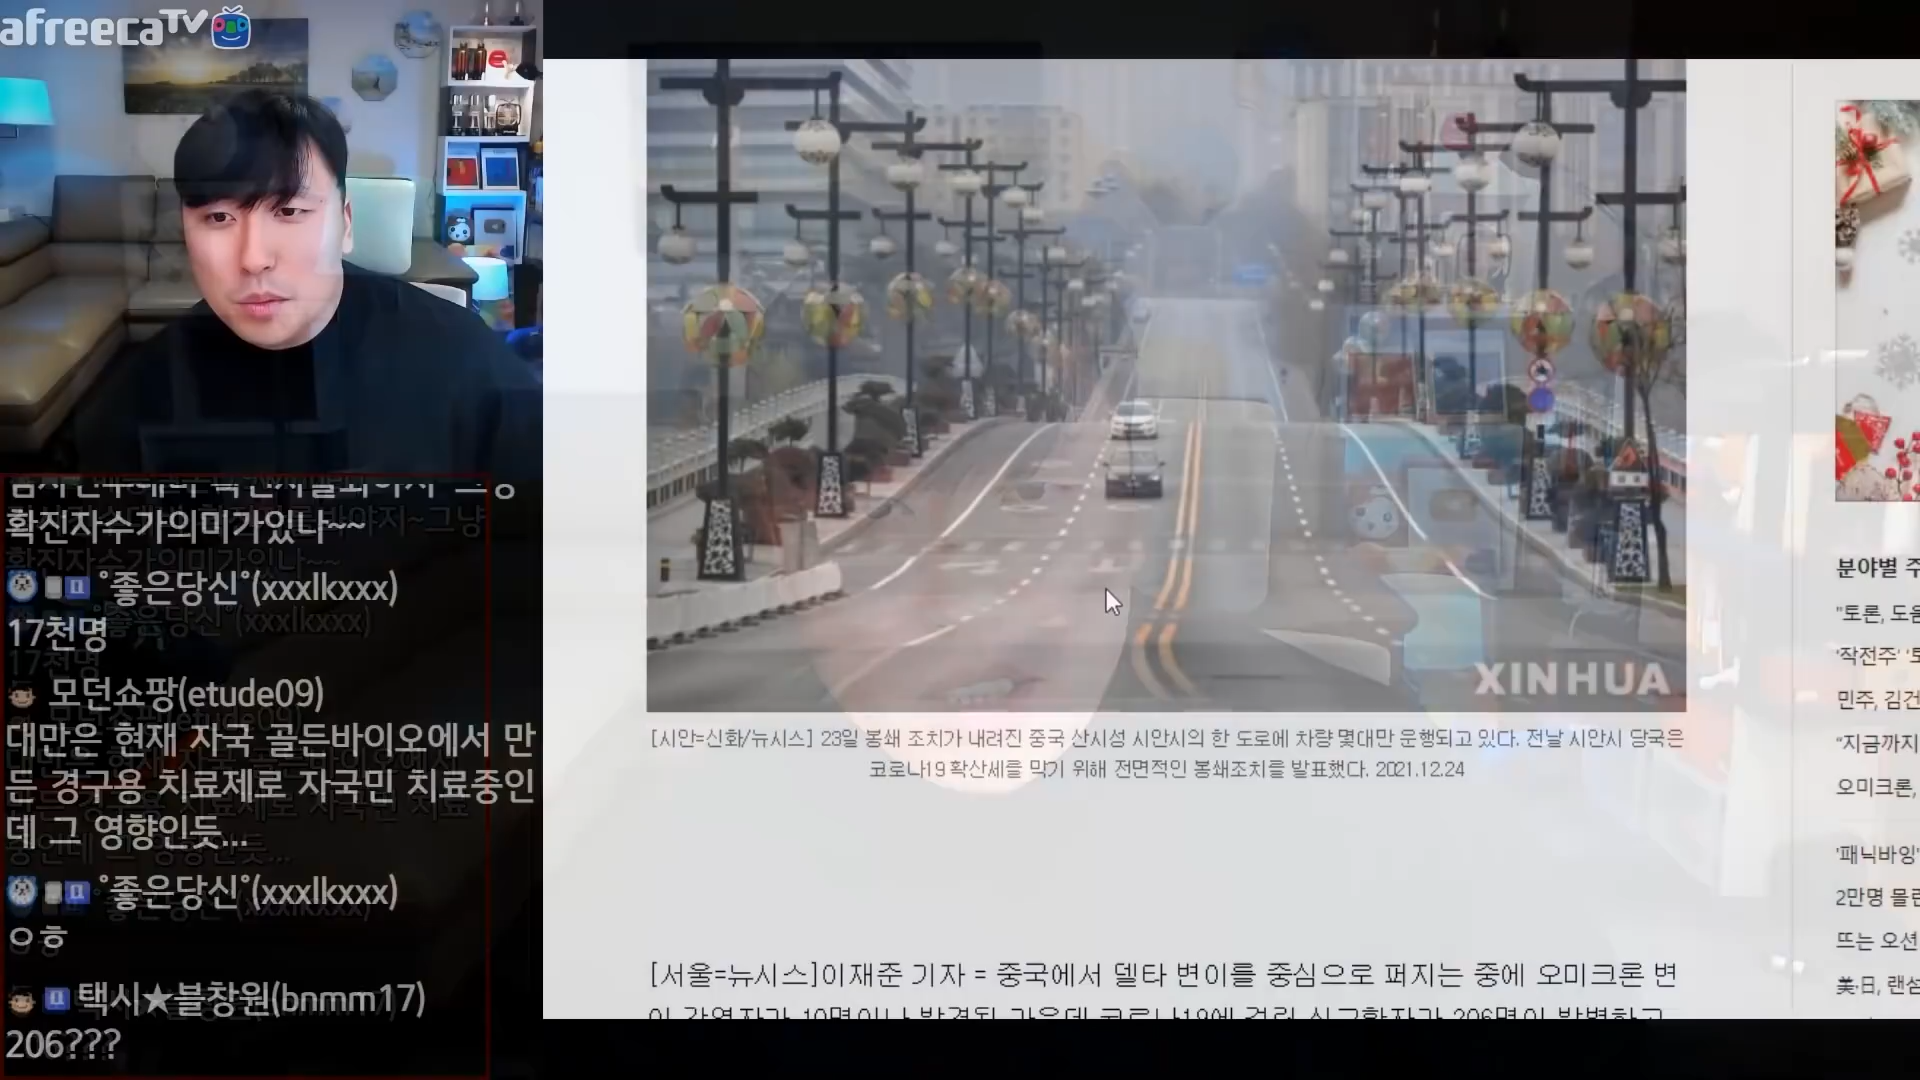 afreecaTV
확진자수가의미가있나~~
˚좋은당신˚(xxxlkxxx)
17천명
모던쇼팡(etude09)
대만은 현재 자국 골든바이오에서 만
든 경구용 치료제로 자국민 치료중인
데 그 영향인듯...
˚좋은당신˚(xxxlkxxx)
ㅇㅎ
택시★블창원(bnmm17)
206???
XINHUA
[시안=신화/뉴시스] 23일 봉쇄 조치가 내려진 중국 산시성 시안시의 한 도로에 차량 몇대만 운행되고 있다. 전날 시안시 당국은
코로나19 확산세을 막기 위해 전면적인 봉쇄조치를 발표했다. 2021.12.24
[서울=뉴시스]이재준 기자 = 중국에서 델타 변이를 중심으로 퍼지는 중에 오미크론 변
분야별 주
"토론, 도움
'작전주'
민주, 김건
"지금까지
오미크론,
'패닉바잉'
2만명 몰린
뜨는 오션
美·日, 랜섬